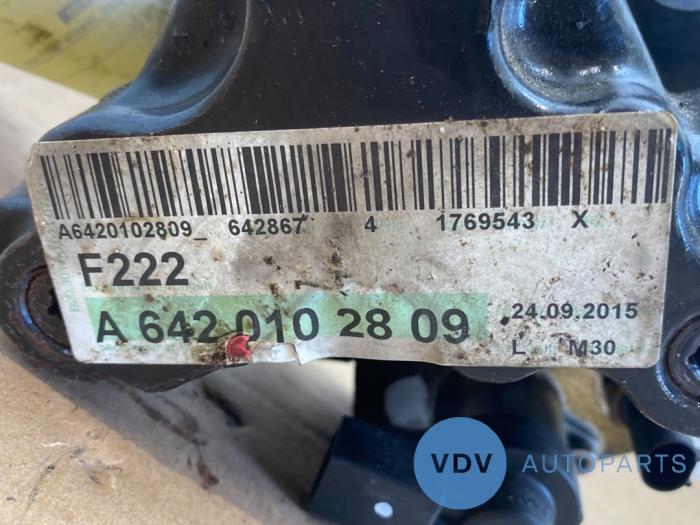 A6420102809_ 642867 4 1769543 X
F222
A 642 010 28 09
24.09.2015
L M30
VDV AUTOPARTS